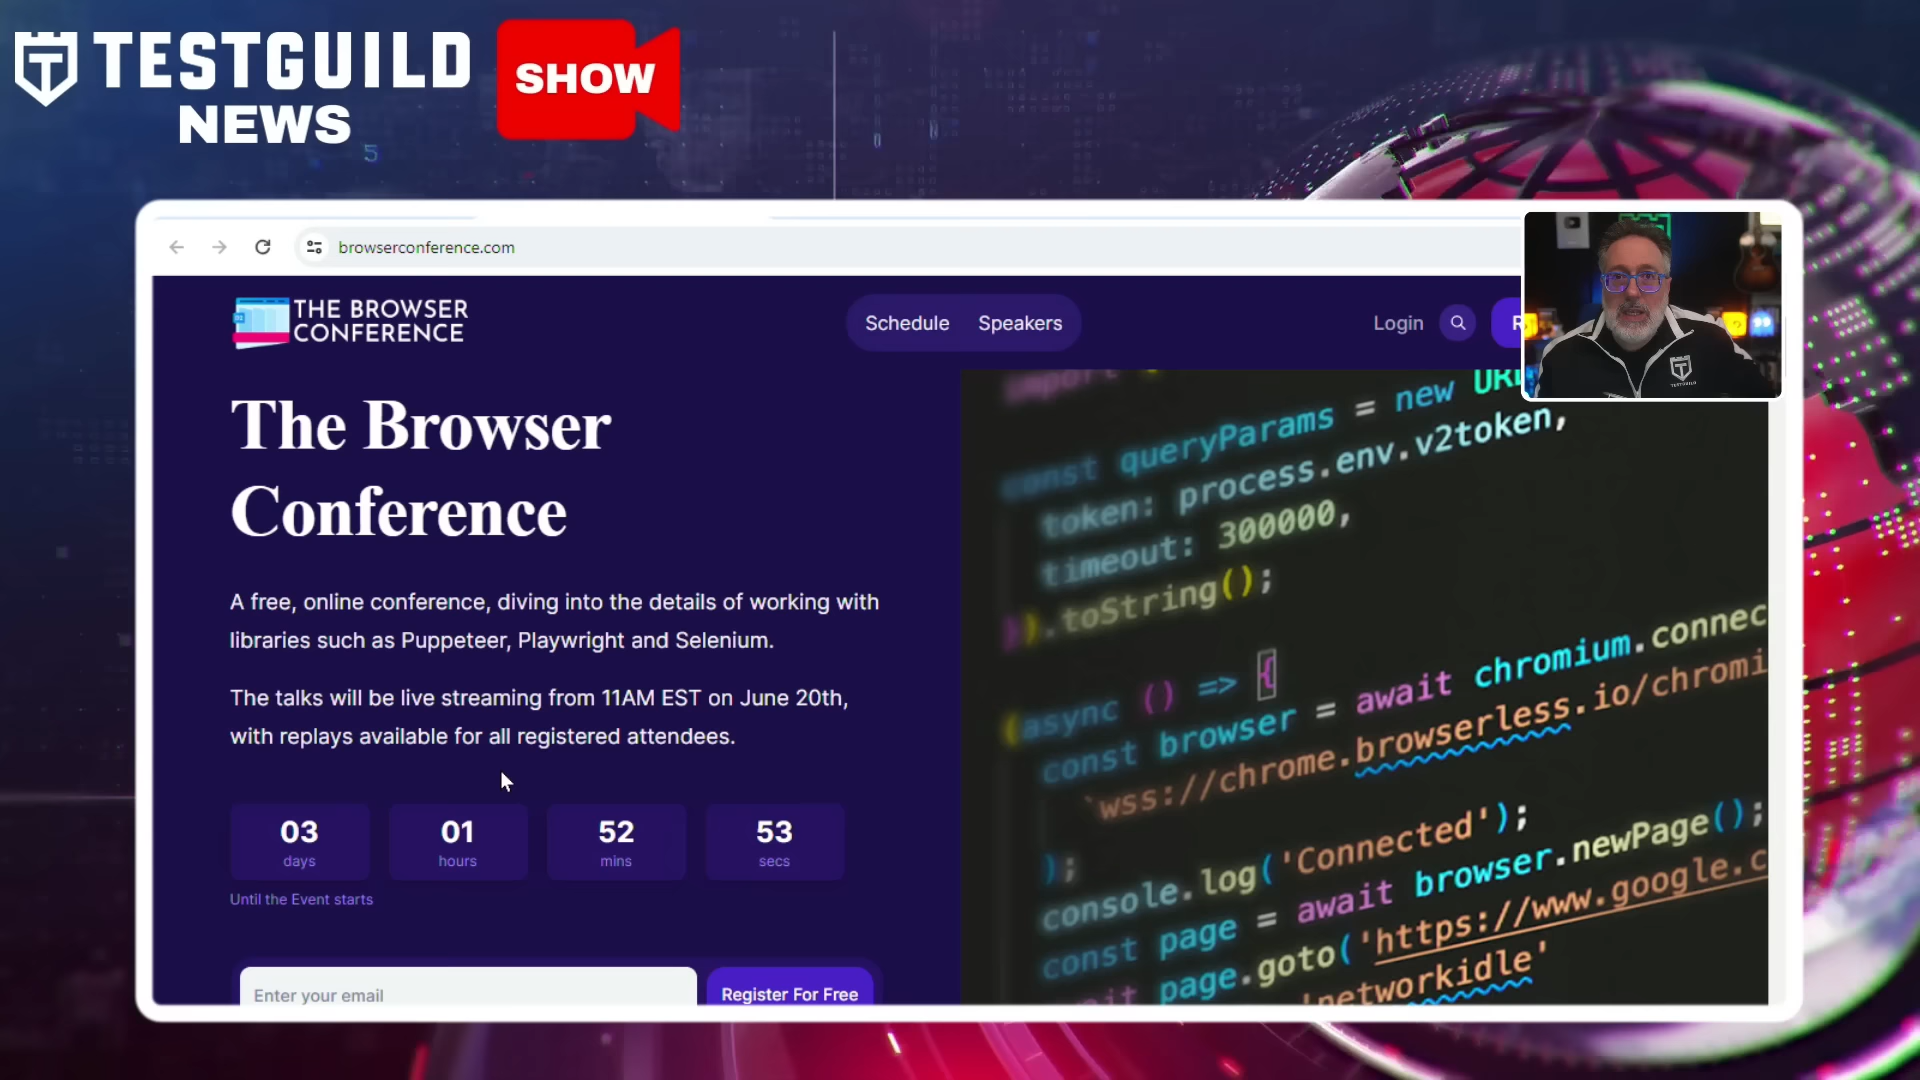 TESTGUILD
NEWS
SHOW
5
browserconference.com
THE BROWSER
CONFERENCE
Schedule
Speakers
Login
R
The Browser
Conference
A free, online conference, diving into the details of working with
libraries such as Puppeteer, Playwright and Selenium.
The talks will be live streaming from 11AM EST on June 20th,
with replays available for all registered attendees.
03
days
01
hours
52
mins
53
secs
Until the Event starts
Enter your email
Register For Free
import
const queryParams = new URL
token: process.env.v2token,
timeout: 300000,
}).toString();
(async () => {
const browser = await chromium.connec
`wss://chrome.browserless.io/chromi
);
console.log('Connected');
const page = await browser.newPage();
page.goto('https://www.google.c
'networkidle'
TESTGUILD